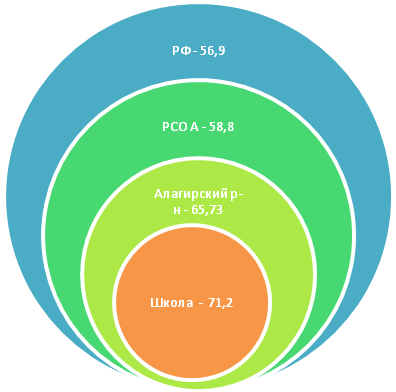 РФ- 56,9
РСО А - 58,8
Алагирский р-
н - 65,73
Школа - 71,2